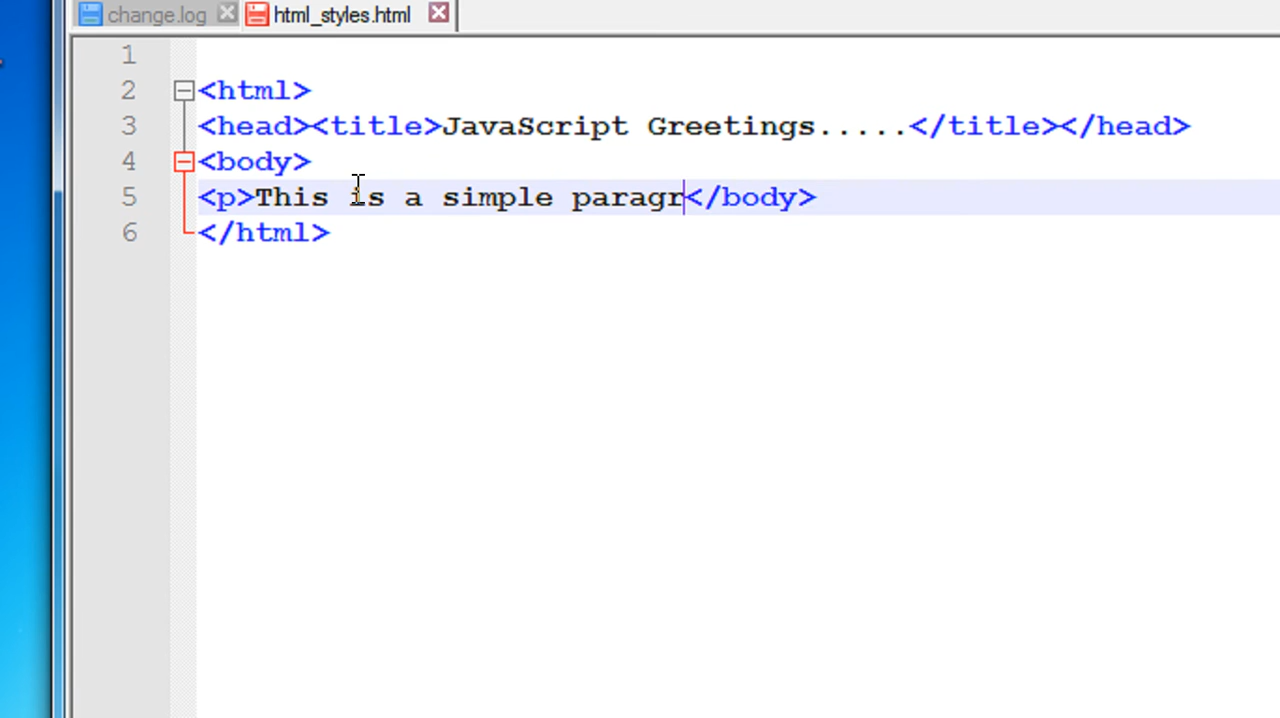 change.log html_styles.html
1
2 <html>
3 <head><title>JavaScript Greetings.....</title></head>
4 <body>
5 <p>This is a simple paragr</body>
6 </html>